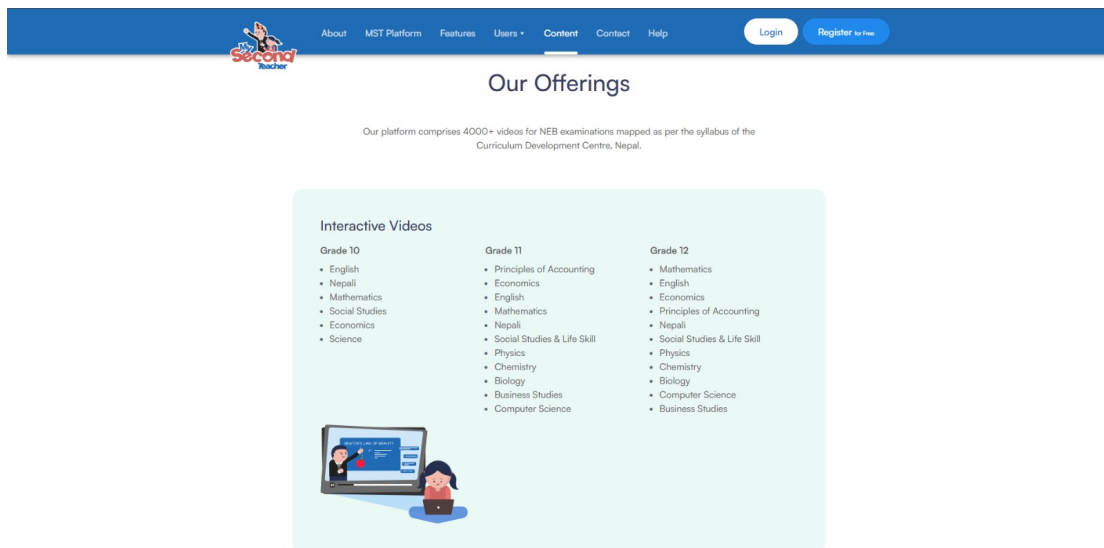 My
Second
Teacher
About MST Platform Features Users Content Contact Help Login Register for Free
Our Offerings
Our platform comprises 4000+ videos for NEB examinations mapped as per the syllabus of the
Curriculum Development Centre, Nepal.
Interactive Videos
Grade 10
• English
• Nepali
• Mathematics
• Social Studies
• Economics
• Science
Grade 11
• Principles of Accounting
• Economics
• English
• Mathematics
• Nepali
• Social Studies & Life Skill
• Physics
• Chemistry
• Biology
• Business Studies
• Computer Science
Grade 12
• Mathematics
• English
• Economics
• Principles of Accounting
• Nepali
• Social Studies & Life Skill
• Physics
• Chemistry
• Biology
• Computer Science
• Business Studies